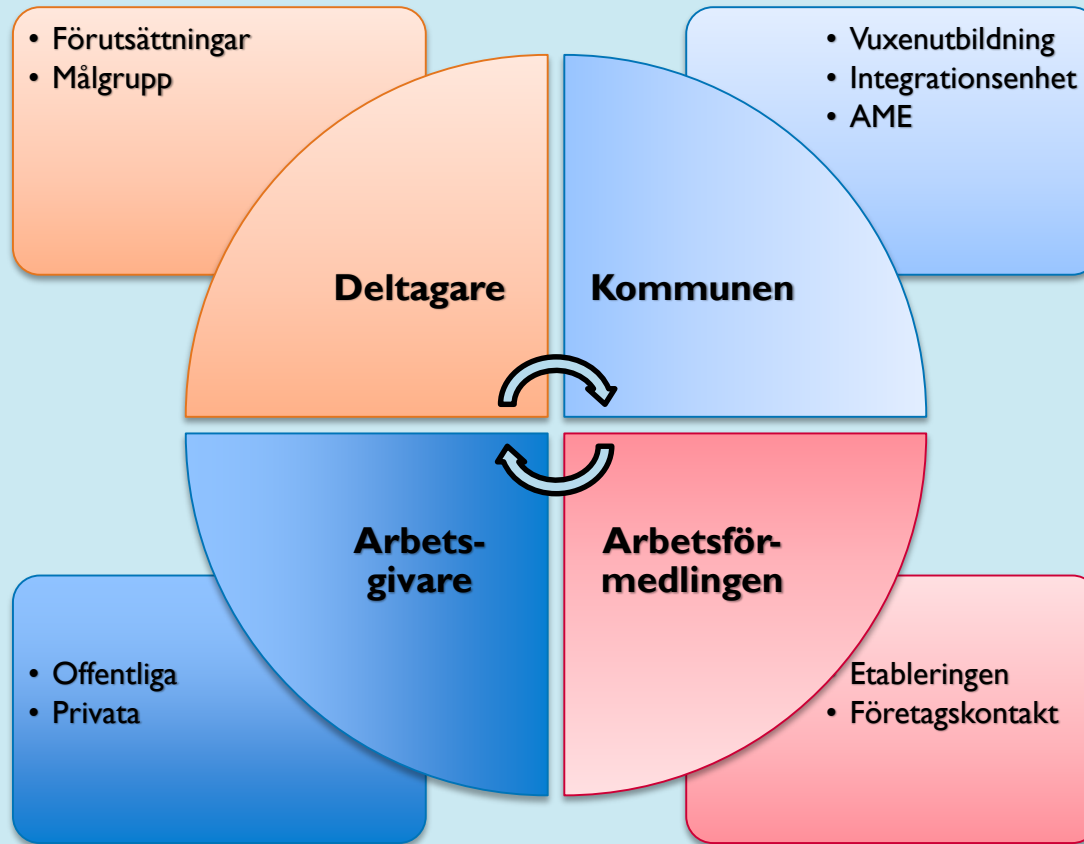 • Förutsättningar
• Målgrupp
• Vuxenutbildning
• Integrationsenhet
• AME
Deltagare
Kommunen
Arbets-
givare
Arbetsför-
medlingen
• Offentliga
• Privata
Etableringen
• Företagskontakt